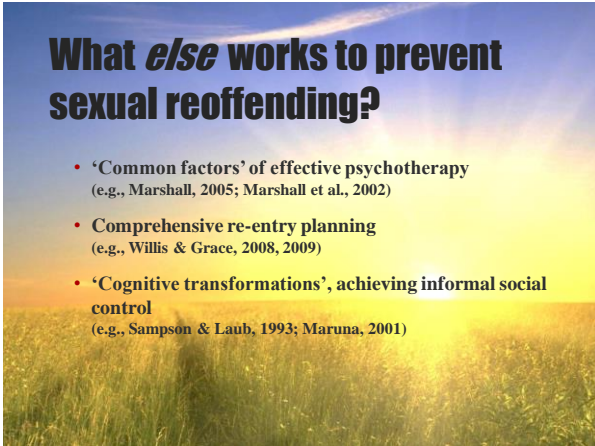 What else works to prevent
sexual reoffending?
• ‘Common factors’ of effective psychotherapy
(e.g., Marshall, 2005; Marshall et al., 2002)
• Comprehensive re-entry planning
(e.g., Willis & Grace, 2008, 2009)
• ‘Cognitive transformations’, achieving informal social
control
(e.g., Sampson & Laub, 1993; Maruna, 2001)